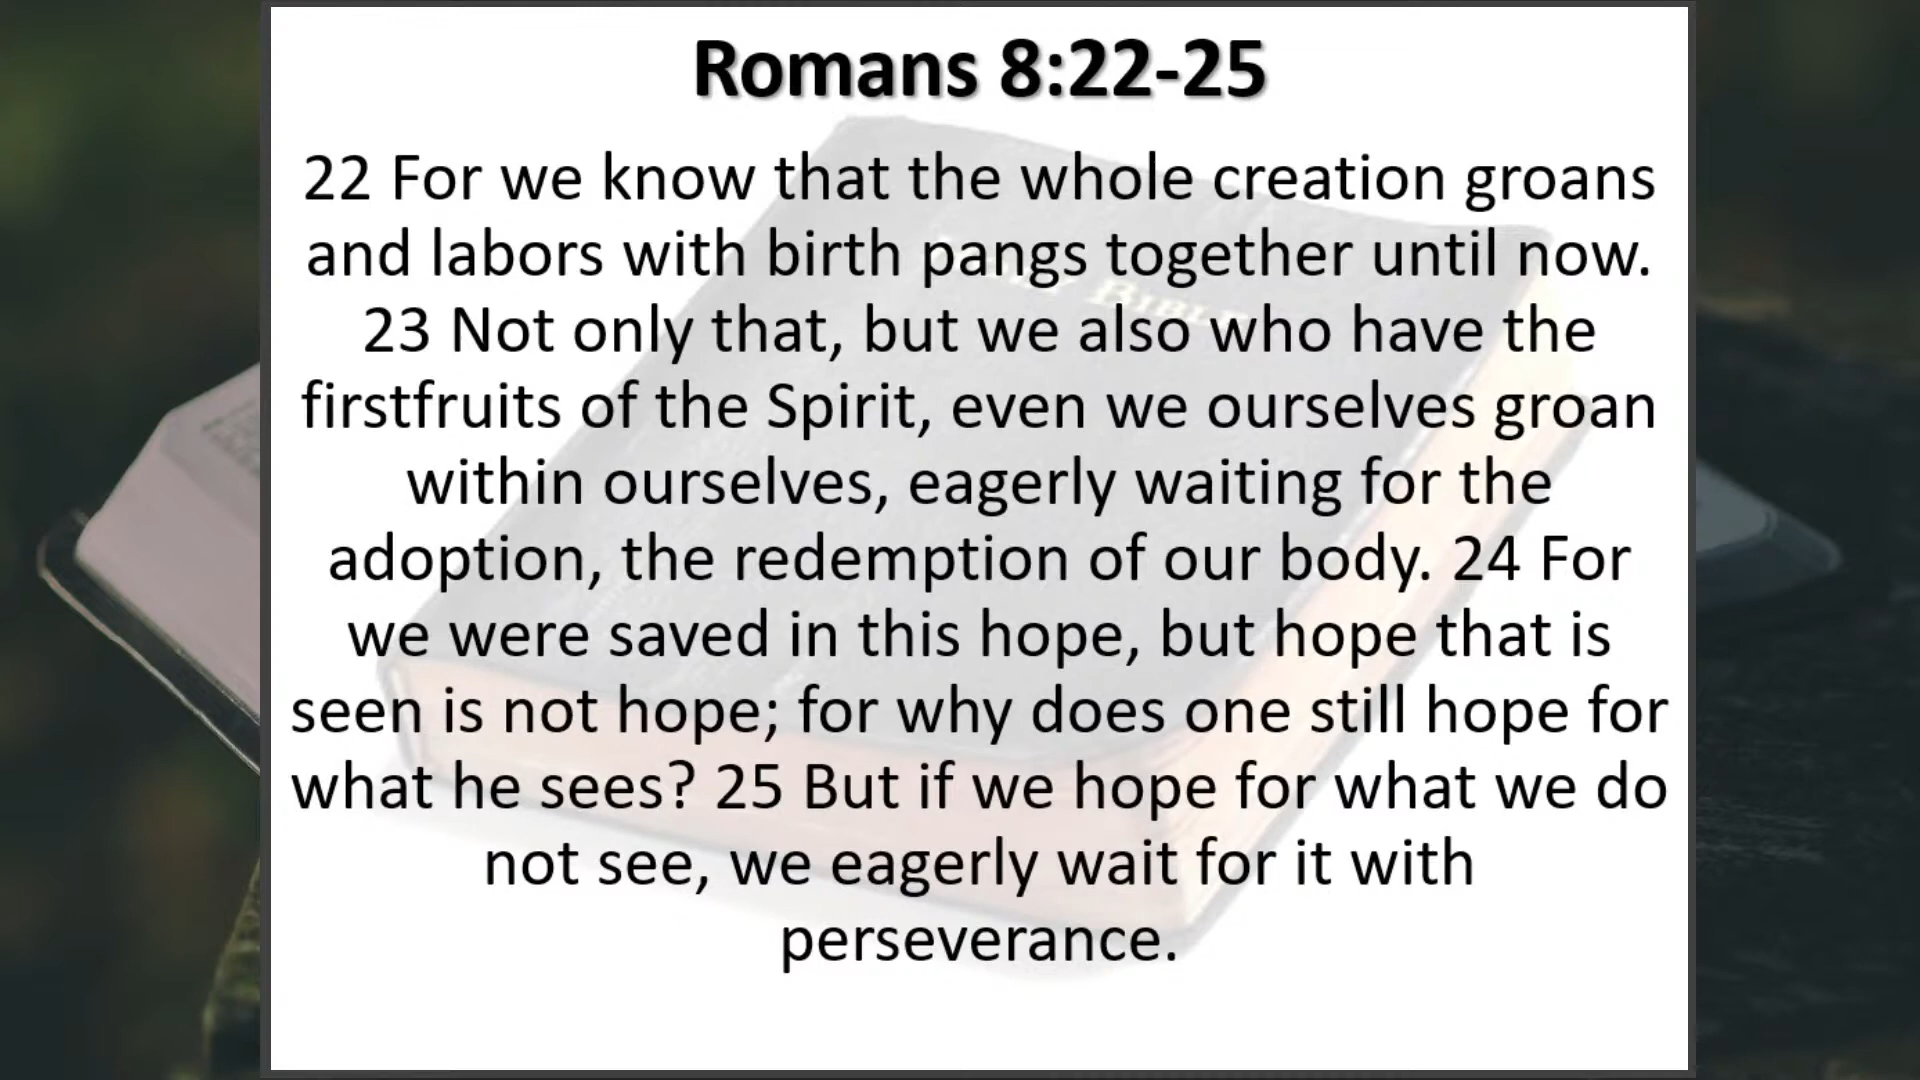 Romans 8:22-25
22 For we know that the whole creation groans
and labors with birth pangs together until now.
23 Not only that, but we also who have the
firstfruits of the Spirit, even we ourselves groan
within ourselves, eagerly waiting for the
adoption, the redemption of our body. 24 For
we were saved in this hope, but hope that is
seen is not hope; for why does one still hope for
what he sees? 25 But if we hope for what we do
not see, we eagerly wait for it with
perseverance.